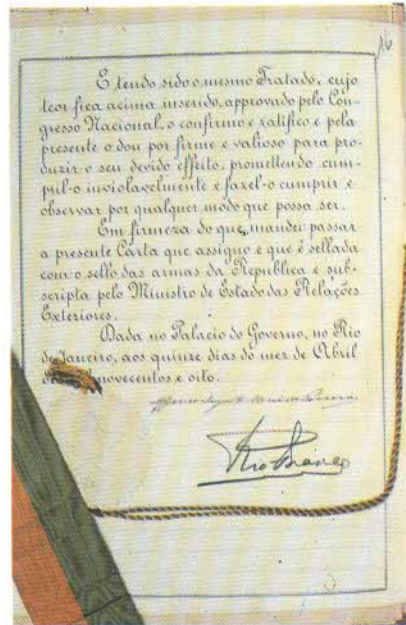 16
E tendo sido o mesmo Tratado, cujo
teor fica acima inserido, approvado pelo Con-
gresso Nacional, o confirmo e ratifico e pela
presente o dou por firme e valioso para pro-
duzir o seu devido effeito, promettendo cum-
pril-o inviolavelmente e fazel-o cumprir e
observar por qualquer modo que possa ser.
Em firmeza do que, mandei passar
a presente Carta que assigno e que é sellada
com o sello das armas da Republica e sub-
scripta pelo Ministro de Estado das Relações
Exteriores.
Dada no Palacio do Governo, no Rio
de Janeiro, aos quinze dias do mez de Abril
novecentos e oito.
Rio Branco